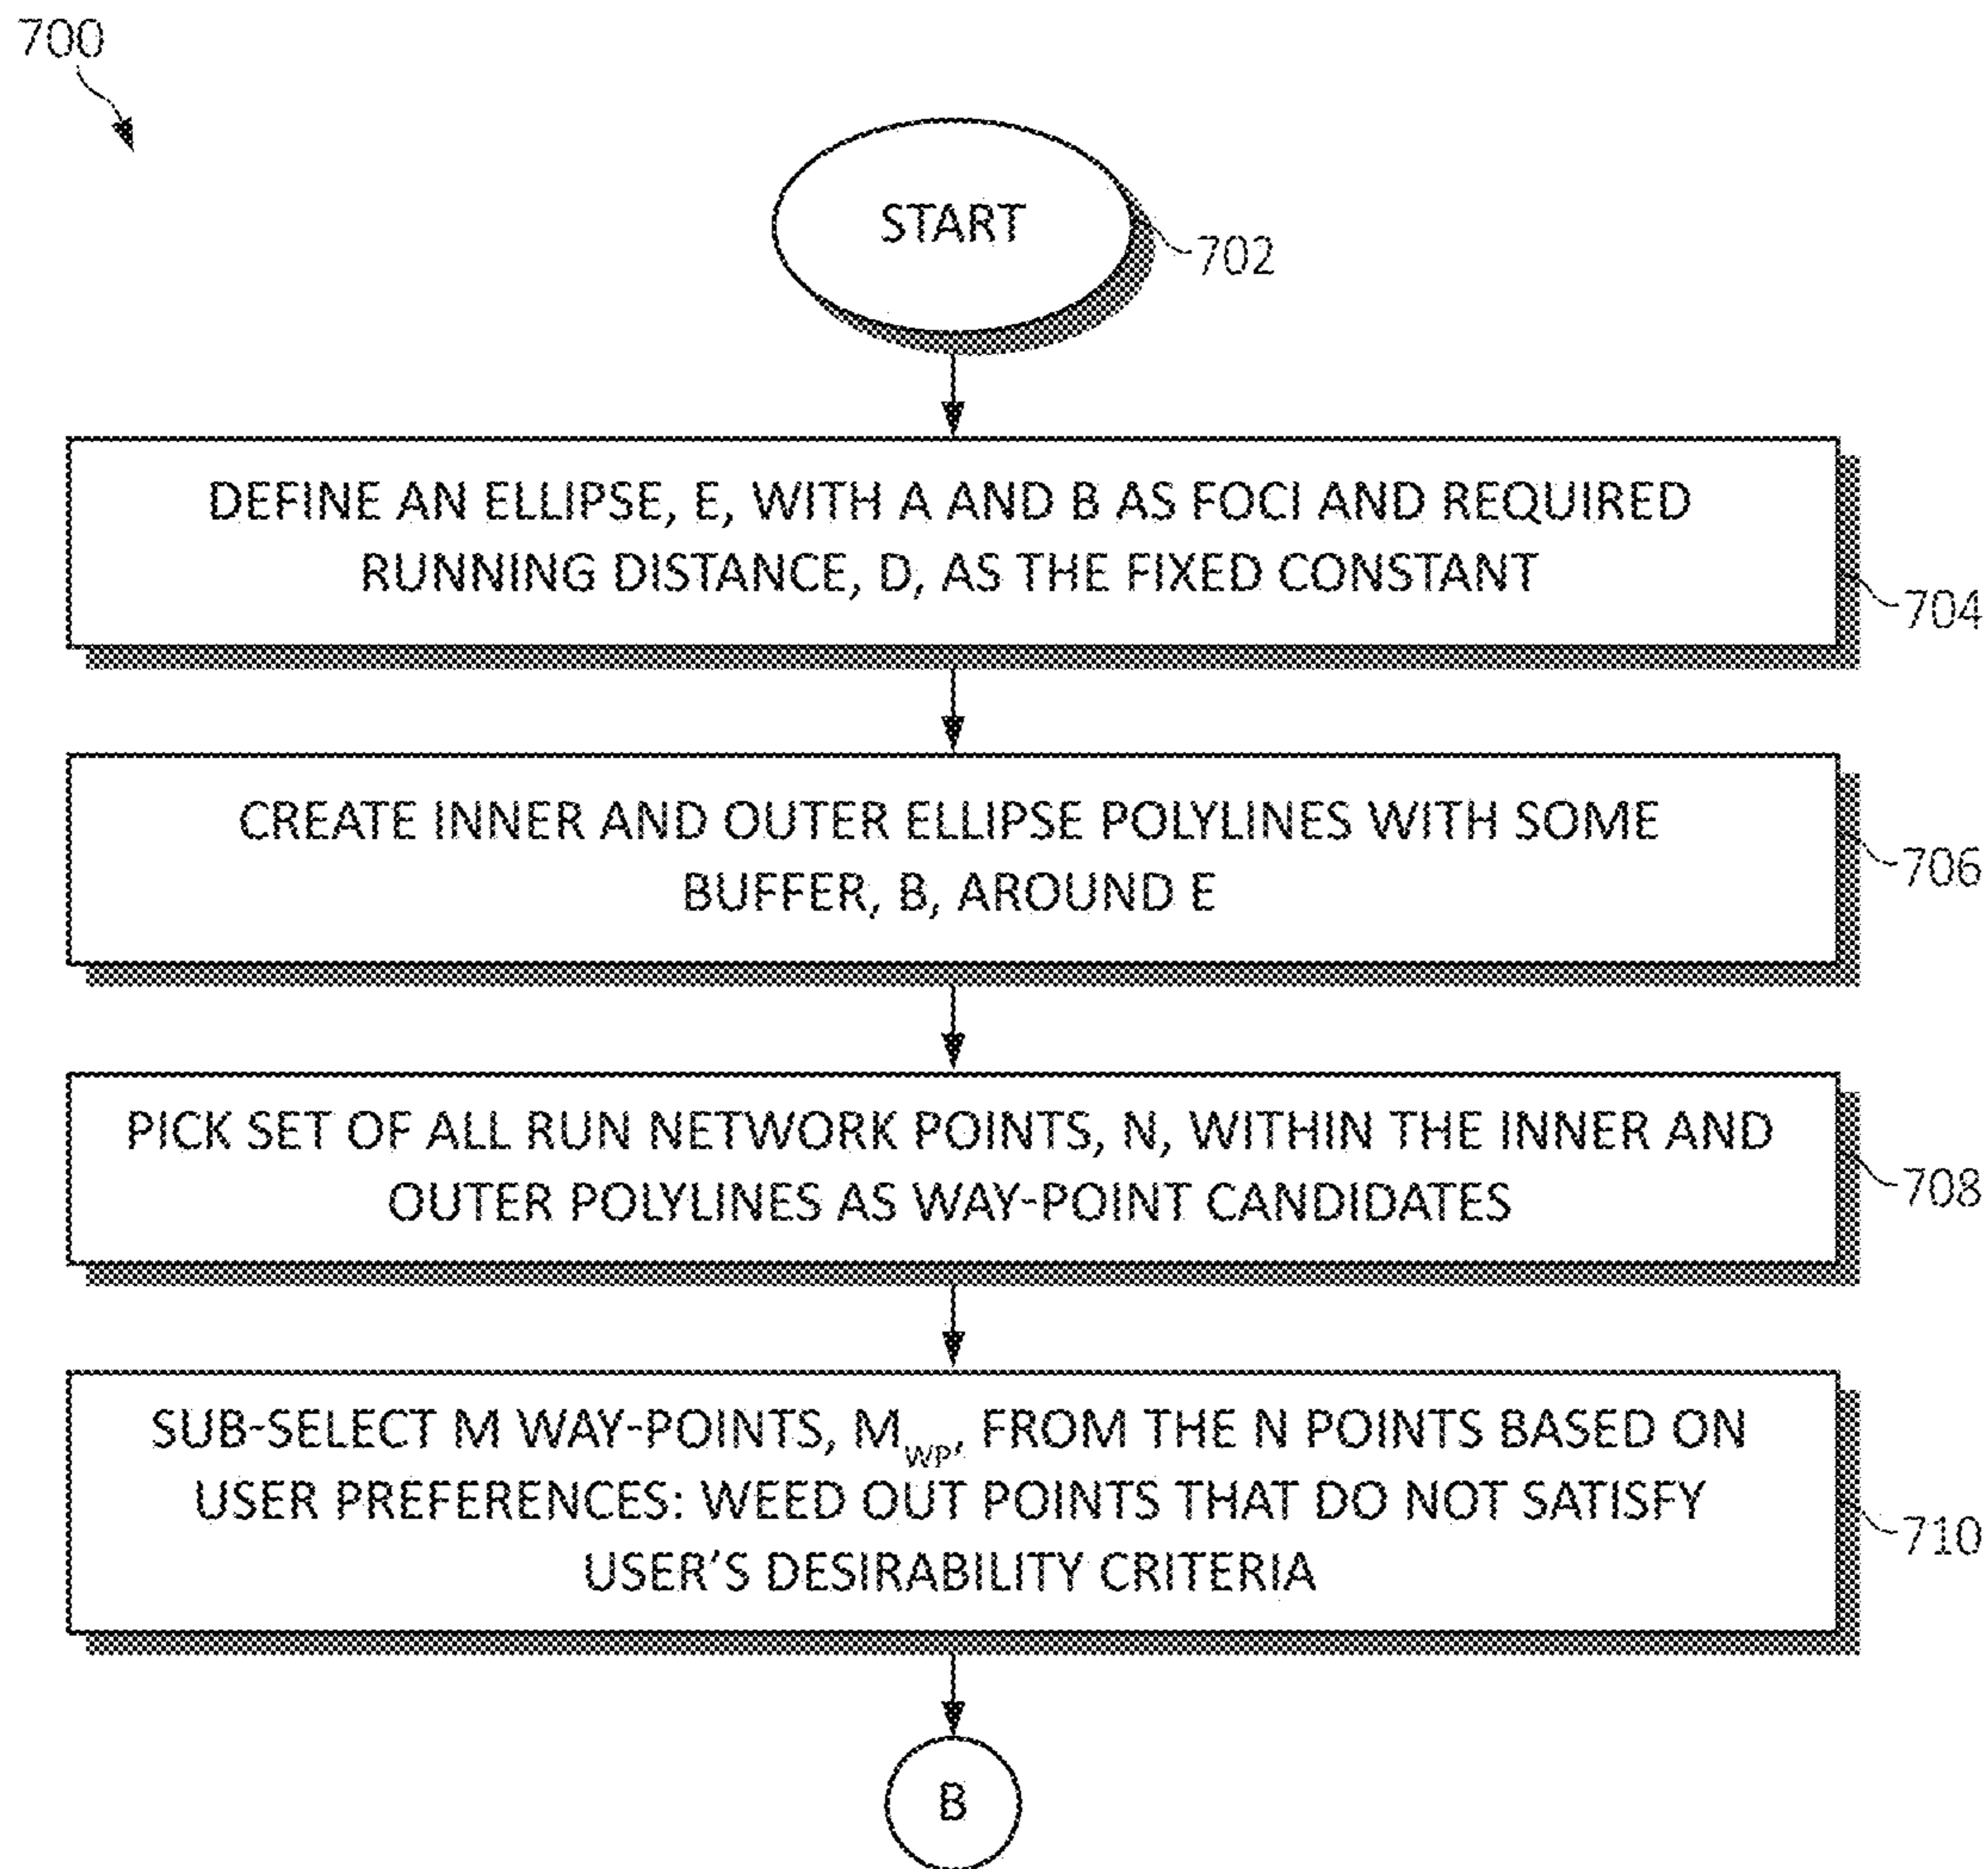 700
START
702
DEFINE AN ELLIPSE, E, WITH A AND B AS FOCI AND REQUIRED
RUNNING DISTANCE, D, AS THE FIXED CONSTANT
704
CREATE INNER AND OUTER ELLIPSE POLYLINES WITH SOME
BUFFER, B, AROUND E
706
PICK SET OF ALL RUN NETWORK POINTS, N, WITHIN THE INNER AND
OUTER POLYLINES AS WAY-POINT CANDIDATES
708
SUB-SELECT M WAY-POINTS, M_WP, FROM THE N POINTS BASED ON
USER PREFERENCES: WEED OUT POINTS THAT DO NOT SATISFY
USER'S DESIRABILITY CRITERIA
710
B